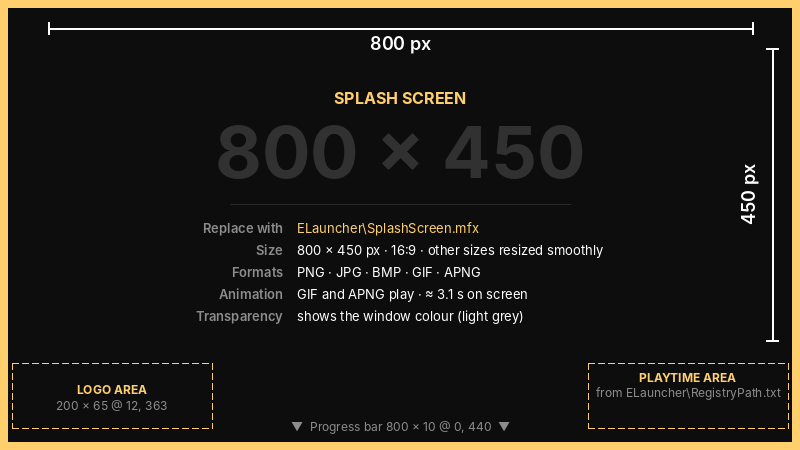 800 px
SPLASH SCREEN
800 × 450
450 px
Replace with ELauncher\SplashScreen.mfx
Size 800 × 450 px · 16:9 · other sizes resized smoothly
Formats PNG · JPG · BMP · GIF · APNG
Animation GIF and APNG play · ≈ 3.1 s on screen
Transparency shows the window colour (light grey)
LOGO AREA
200 × 65 @ 12, 363
PLAYTIME AREA
from ELauncher\RegistryPath.txt
▼ Progress bar 800 × 10 @ 0, 440 ▼